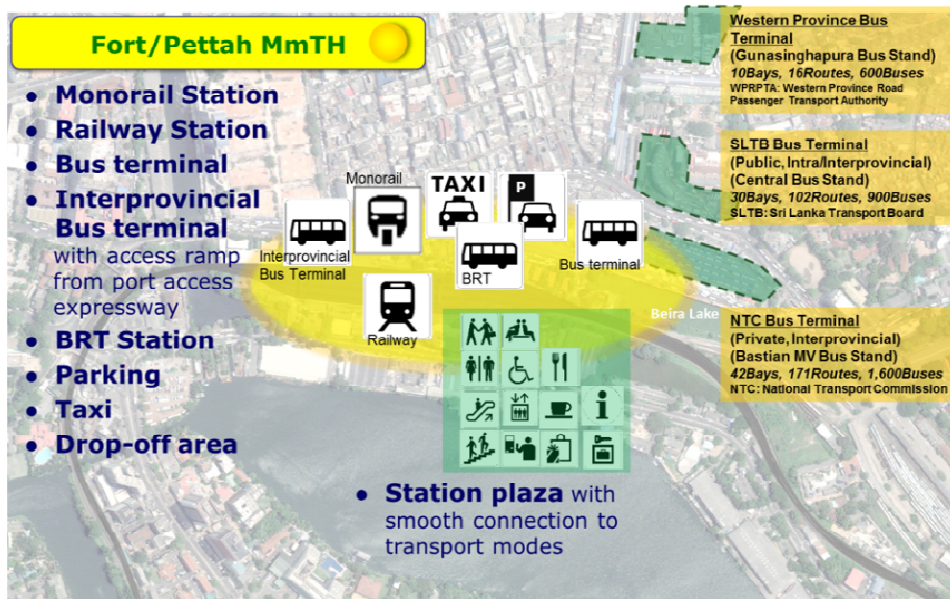 Fort/Pettah MmTH
• Monorail Station
• Railway Station
• Bus terminal
• Interprovincial
Bus terminal
with access ramp
from port access
expressway
• BRT Station
• Parking
• Taxi
• Drop-off area
Monorail
TAXI
P
Interprovincial
Bus Terminal
BRT
Bus terminal
Railway
Beira Lake
i
• Station plaza with
smooth connection to
transport modes
Western Province Bus
Terminal
(Gunasinghapura Bus Stand)
10Bays, 16Routes, 600Buses
WPRPTA: Western Province Road
Passenger Transport Authority
SLTB Bus Terminal
(Public, Intra/Interprovincial)
(Central Bus Stand)
30Bays, 102Routes, 900Buses
SLTB: Sri Lanka Transport Board
NTC Bus Terminal
(Private, Interprovincial)
(Bastian MV Bus Stand)
42Bays, 171Routes, 1,600Buses
NTC: National Transport Commission